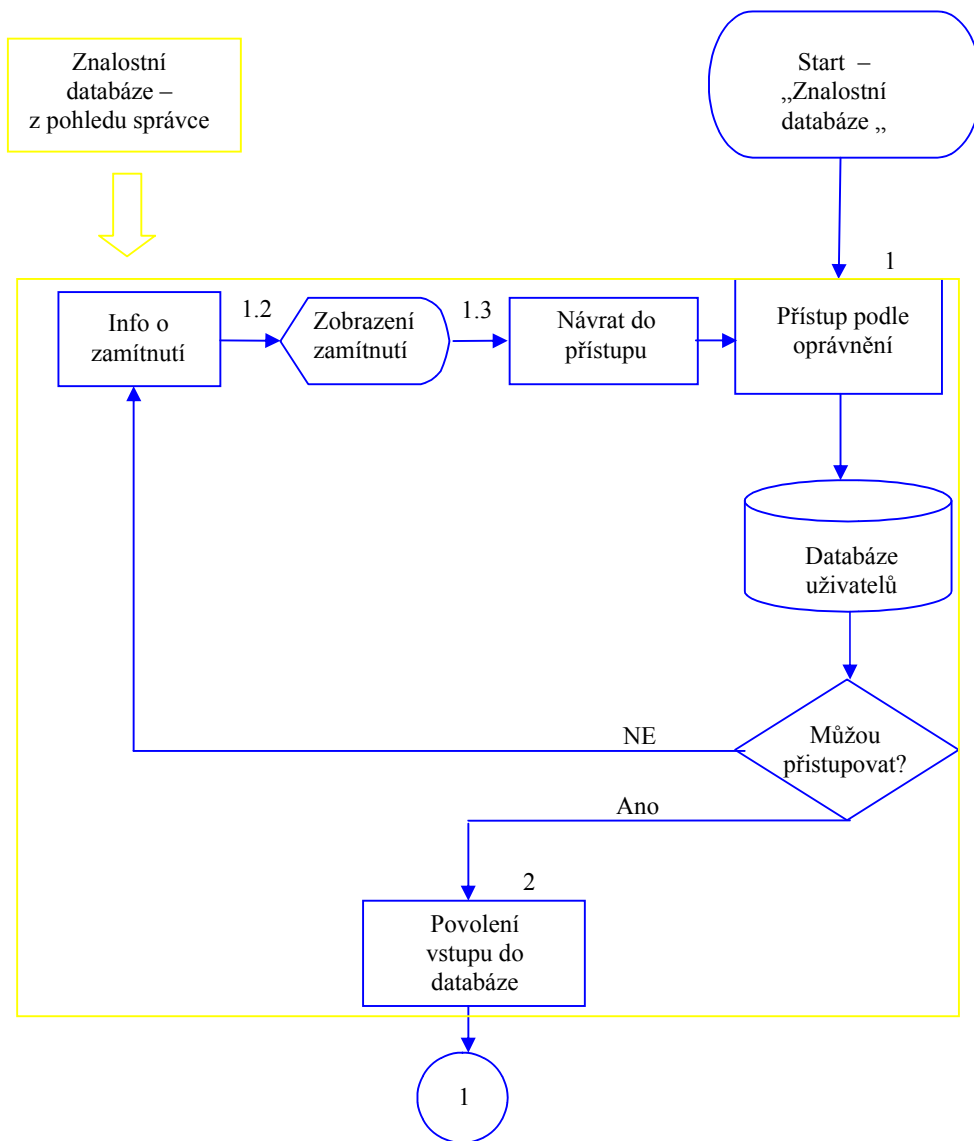 Znalostní
databáze –
z pohledu správce
Start –
„Znalostní
databáze „
1
Info o
zamítnutí
1.2
Zobrazení
zamítnutí
1.3
Návrat do
přístupu
Přístup podle
oprávnění
Databáze
uživatelů
Můžou
přistupovat?
NE
Ano
2
Povolení
vstupu do
databáze
1